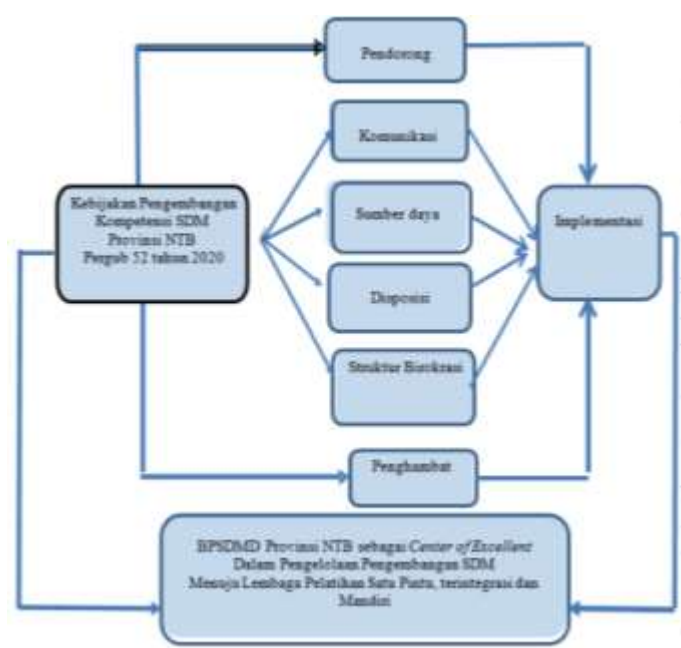 Pendorong
Komunikasi
Kebijakan Pengembangan
Kompetensi SDM
Provinsi NTB
Pergub 52 tahun 2020
Sumber daya
Implementasi
Disposisi
Struktur Birokrasi
Penghambat
BPSDMD Provinsi NTB sebagai Center of Excellent
Dalam Pengelolaan Pengembangan SDM
Menuju Lembaga Pelatihan Satu Pintu, terintegrasi dan
Mandiri